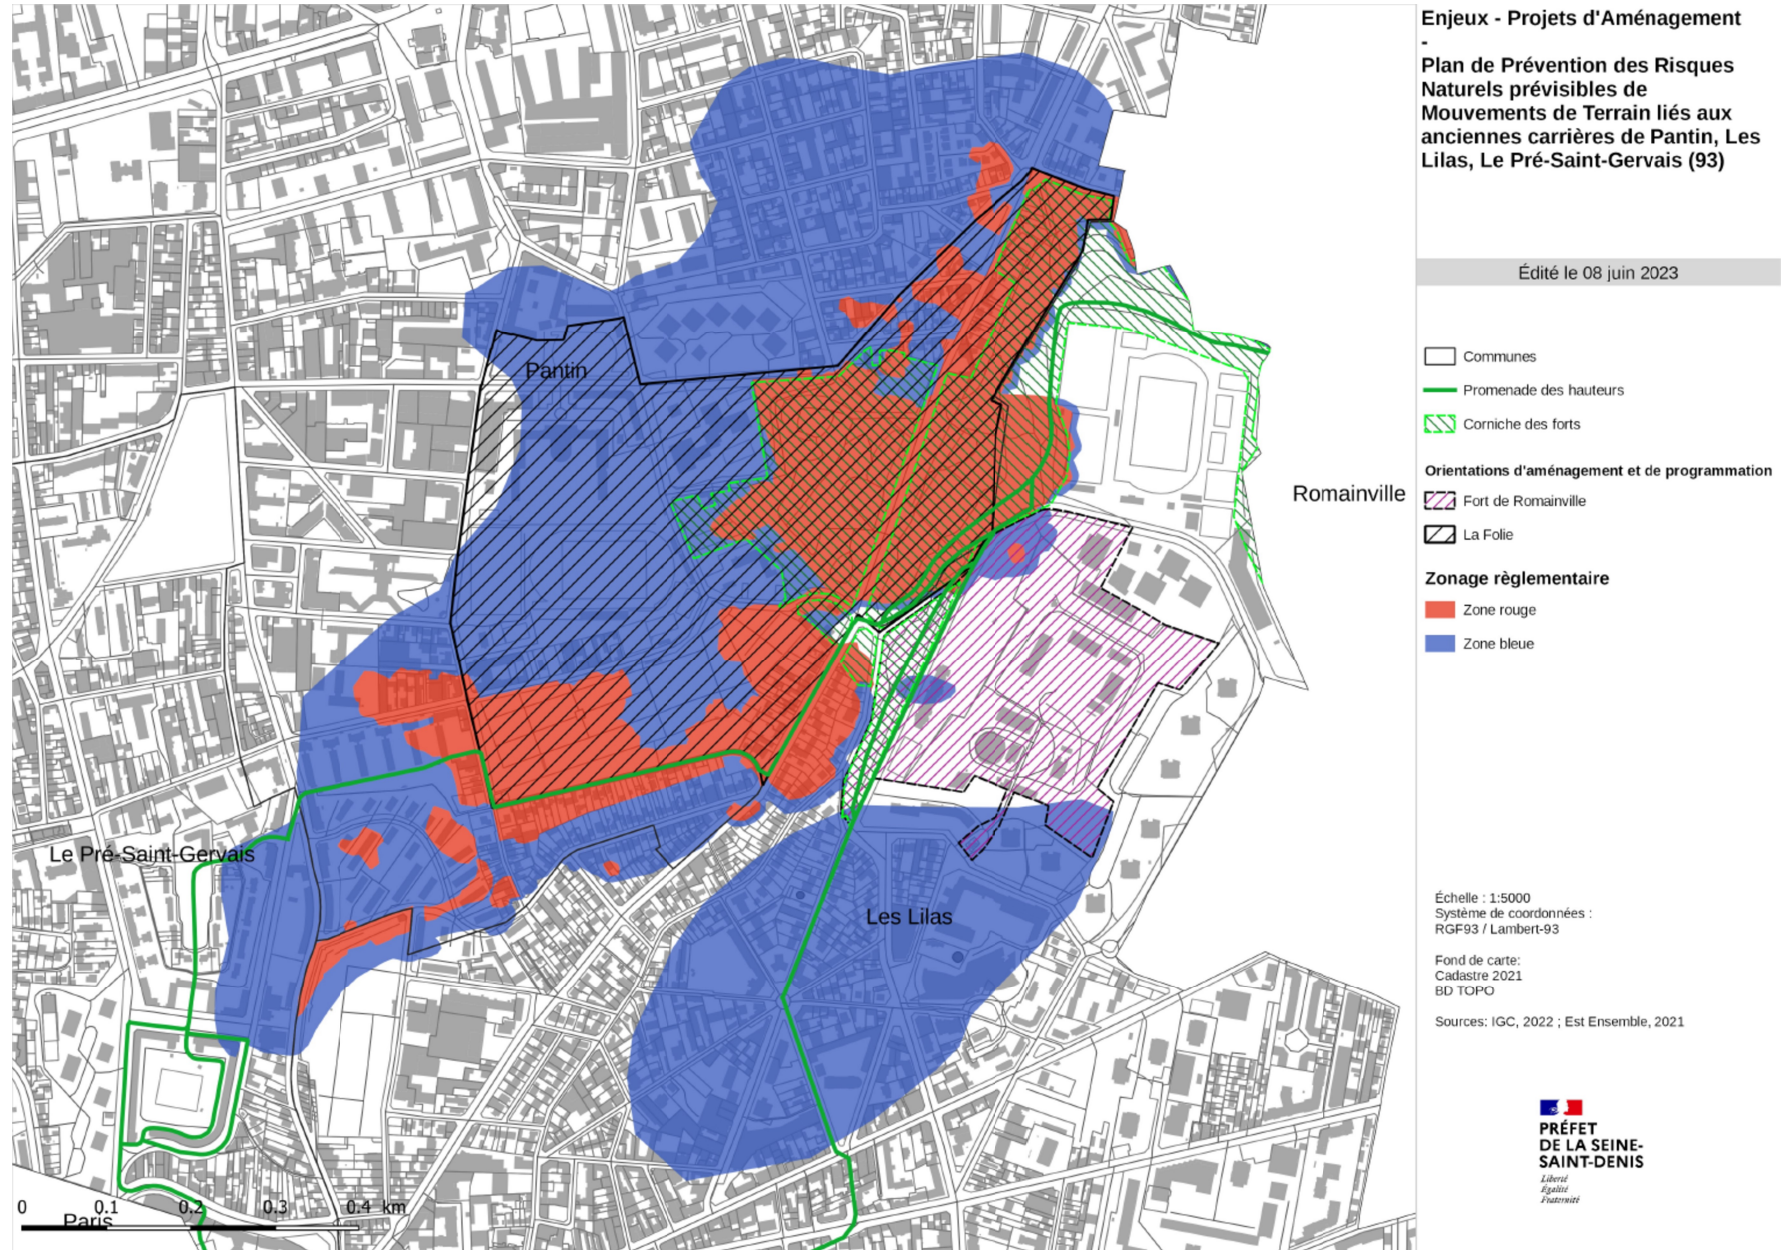 Enjeux - Projets d'Aménagement
-
Plan de Prévention des Risques
Naturels prévisibles de
Mouvements de Terrain liés aux
anciennes carrières de Pantin, Les
Lilas, Le Pré-Saint-Gervais (93)
Édité le 08 juin 2023
Communes
Promenade des hauteurs
Corniche des forts
Orientations d'aménagement et de programmation
Fort de Romainville
La Folie
Zonage règlementaire
Zone rouge
Zone bleue
Échelle : 1:5000
Système de coordonnées :
RGF93 / Lambert-93
Fond de carte:
Cadastre 2021
BD TOPO
Sources: IGC, 2022 ; Est Ensemble, 2021
PRÉFET
DE LA SEINE-
SAINT-DENIS
Liberté
Égalité
Fraternité
Pantin
Romainville
Le Pré-Saint-Gervais
Les Lilas
0 0.1 0.2 0.3 0.4 km
Paris